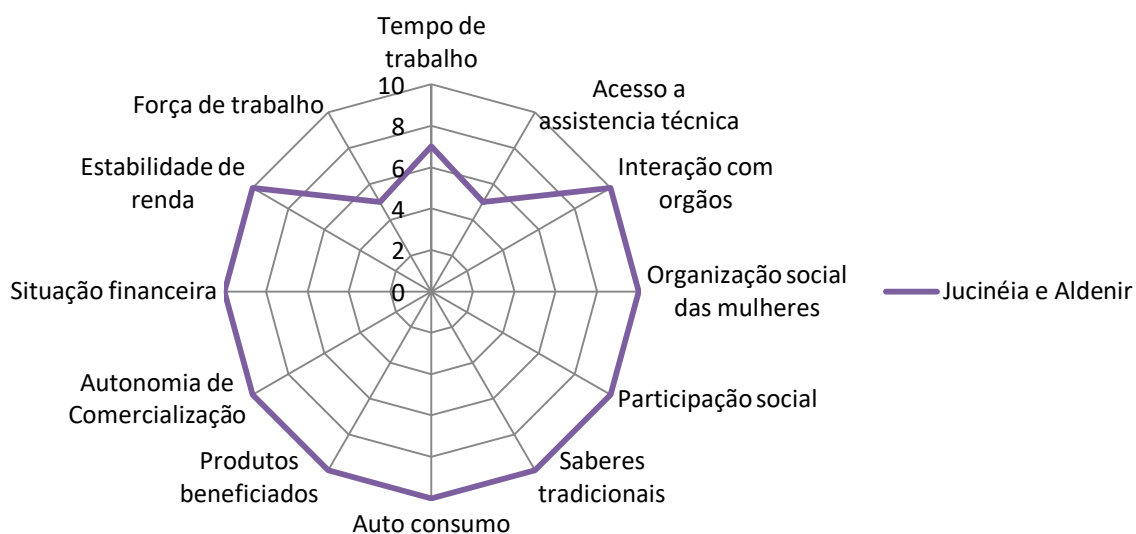 Tempo de
trabalho
Acesso a
assistencia técnica
Interação com
orgãos
Organização social
das mulheres
Participação social
Saberes
tradicionais
Auto consumo
Produtos
beneficiados
Autonomia de
Comercialização
Situação financeira
Estabilidade de
renda
Força de trabalho
10
8
6
4
2
0
Jucinéia e Aldenir